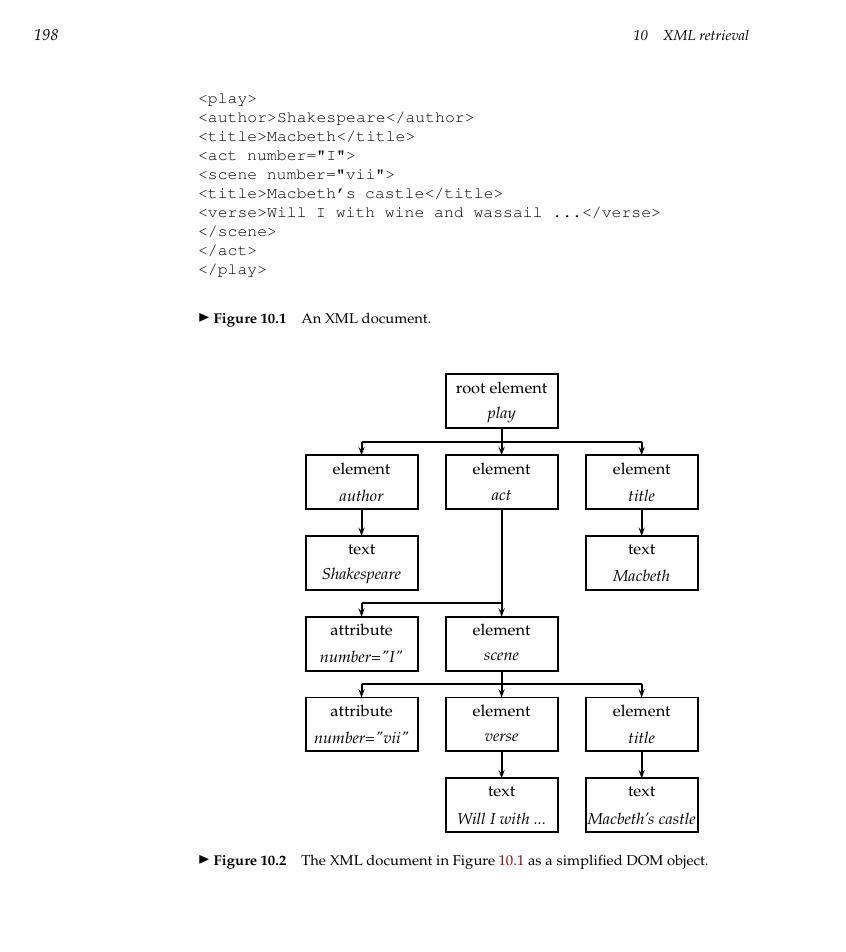 198
10 XML retrieval
<play>
<author>Shakespeare</author>
<title>Macbeth</title>
<act number="I">
<scene number="vii">
<title>Macbeth’s castle</title>
<verse>Will I with wine and wassail ...</verse>
</scene>
</act>
</play>
▶ Figure 10.1 An XML document.
root element
play
element
author
element
act
element
title
text
Shakespeare
text
Macbeth
attribute
number="I"
element
scene
attribute
number="vii"
element
verse
element
title
text
Will I with ...
text
Macbeth's castle
▶ Figure 10.2 The XML document in Figure 10.1 as a simplified DOM object.